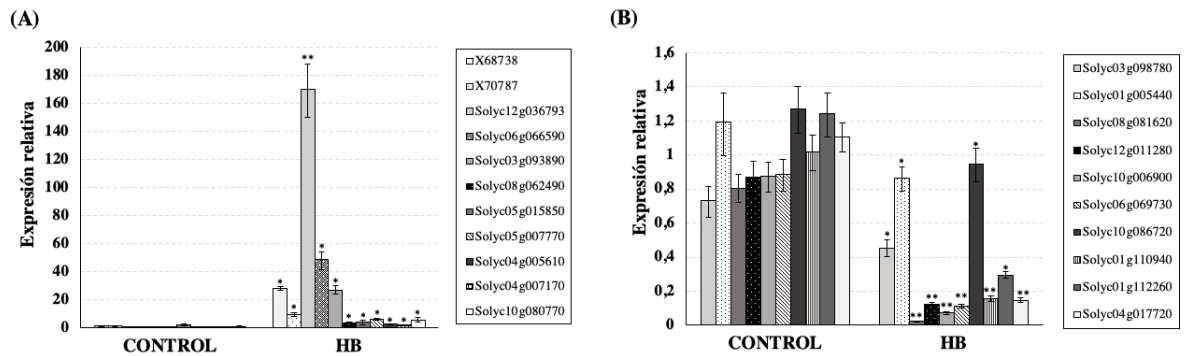 (A)
Expresión relativa
200
180
160
140
120
100
80
60
40
20
0
* * ** * * * * * * * *
CONTROL
HB
X68738
X70787
Solyc12g036793
Solyc06g066590
Solyc03g093890
Solyc08g062490
Solyc05g015850
Solyc05g007770
Solyc04g005610
Solyc04g007170
Solyc10g080770
(B)
Expresión relativa
1,6
1,4
1,2
1
0,8
0,6
0,4
0,2
0
* * ** ** ** ** * ** * **
CONTROL
HB
Solyc03g098780
Solyc01g005440
Solyc08g081620
Solyc12g011280
Solyc10g006900
Solyc06g069730
Solyc10g086720
Solyc01g110940
Solyc01g112260
Solyc04g017720